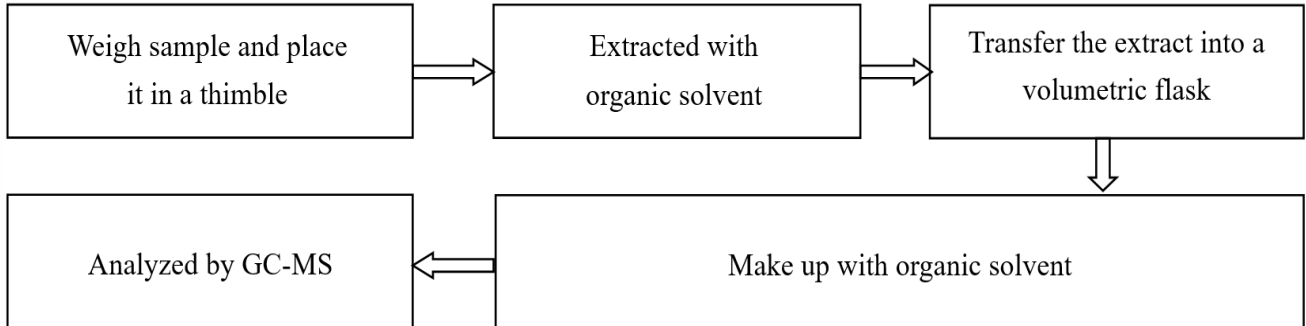 Weigh sample and place
it in a thimble
Extracted with
organic solvent
Transfer the extract into a
volumetric flask
Make up with organic solvent
Analyzed by GC-MS